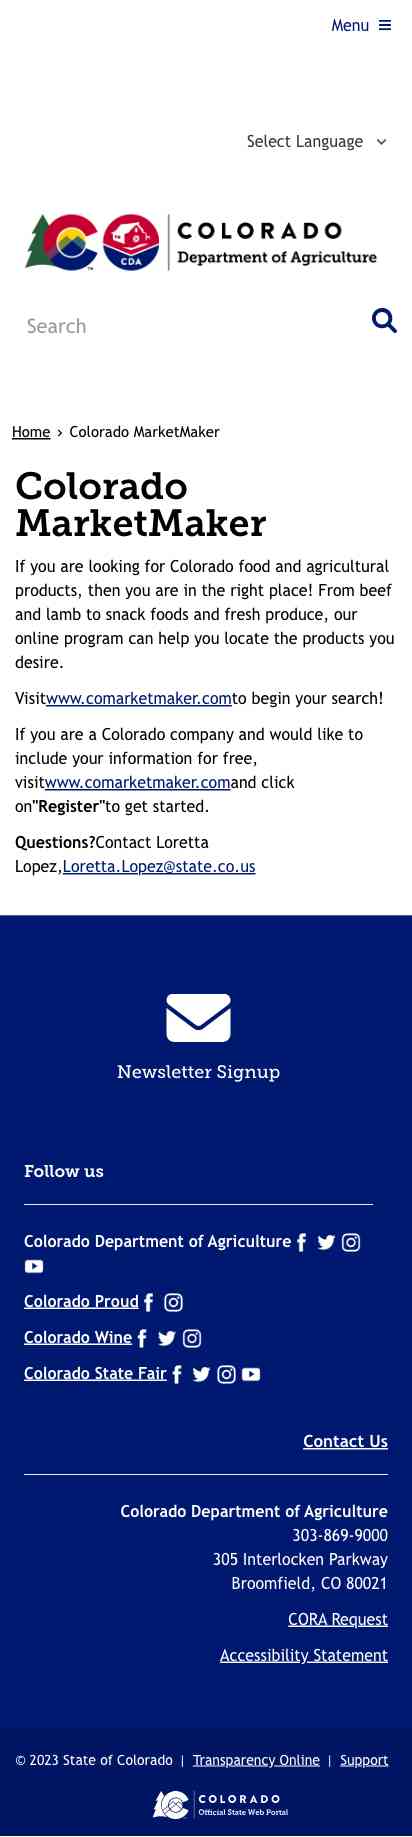 Menu
Select Language
CDA
COLORADO
Department of Agriculture
TM
Search
Home › Colorado MarketMaker
Colorado
MarketMaker
If you are looking for Colorado food and agricultural
products, then you are in the right place! From beef
and lamb to snack foods and fresh produce, our
online program can help you locate the products you
desire.
Visitwww.comarketmaker.comto begin your search!
If you are a Colorado company and would like to
include your information for free,
visitwww.comarketmaker.comand click
on"Register"to get started.
Questions?Contact Loretta
Lopez,Loretta.Lopez@state.co.us
Newsletter Signup
Follow us
Colorado Department of Agriculture
Colorado Proud
Colorado Wine
Colorado State Fair
Contact Us
Colorado Department of Agriculture
303-869-9000
305 Interlocken Parkway
Broomfield, CO 80021
CORA Request
Accessibility Statement
© 2023 State of Colorado | Transparency Online | Support
COLORADO
Official State Web Portal